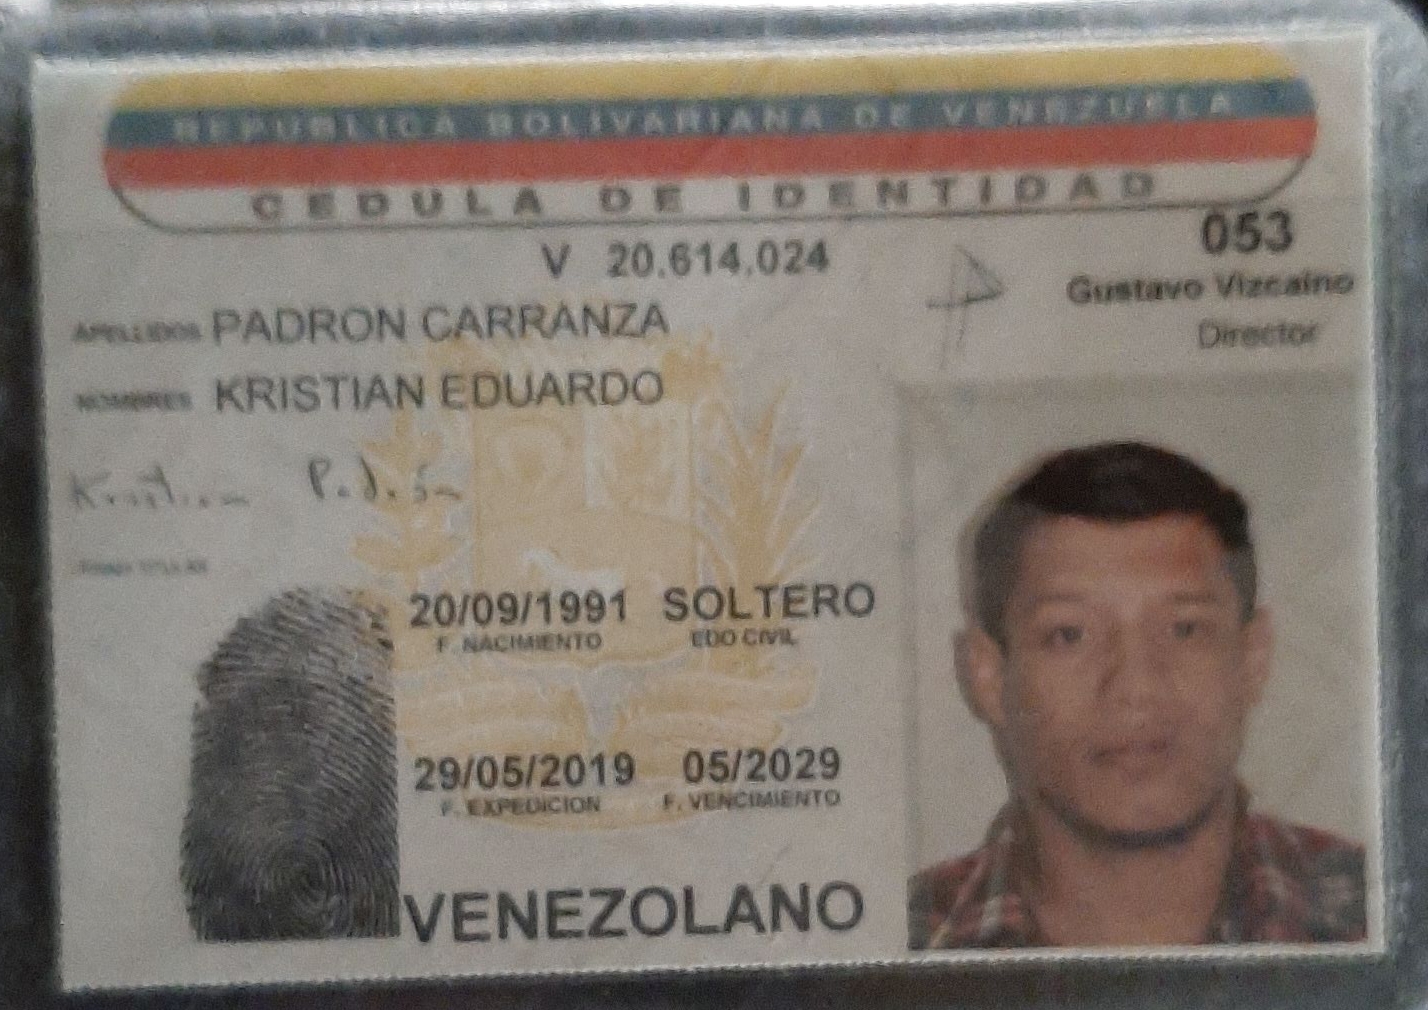 REPUBLICA BOLIVARIANA DE VENEZUELA
CEDULA DE IDENTIDAD
V 20.614.024
053
Gustavo Vizcaino
Director
APELLIDOS PADRON CARRANZA
NOMBRES KRISTIAN EDUARDO
FIRMA TITULAR
20/09/1991 SOLTERO
F. NACIMIENTO EDO CIVIL
29/05/2019 05/2029
F. EXPEDICION F. VENCIMIENTO
VENEZOLANO